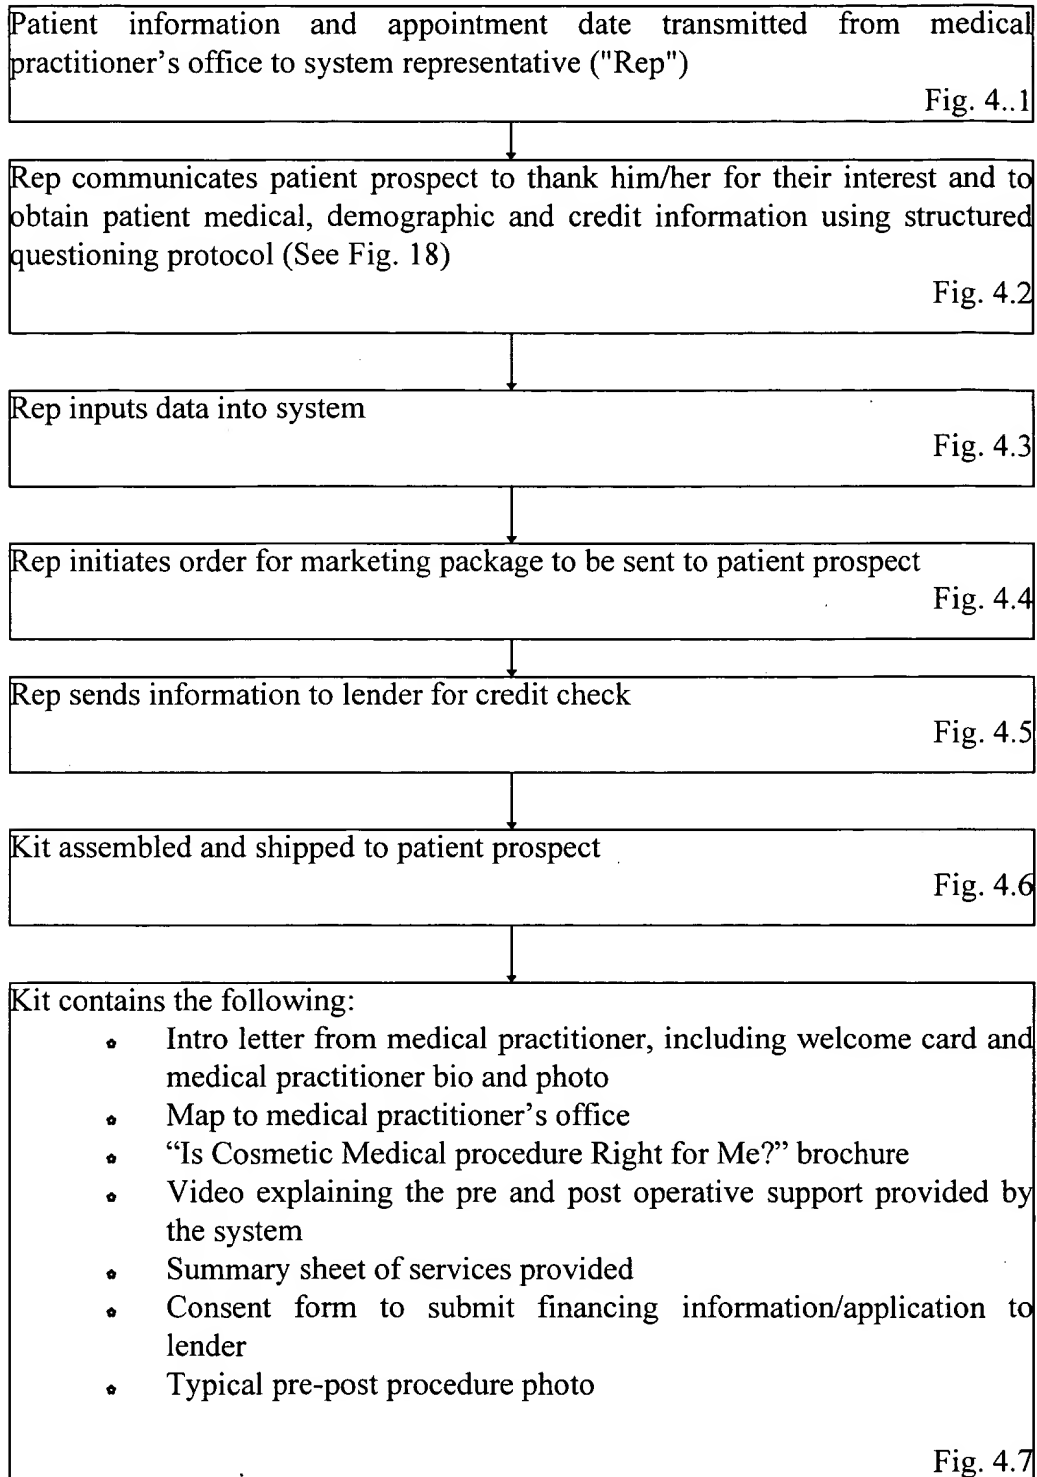 Patient information and appointment date transmitted from medical
practitioner's office to system representative ("Rep")
Fig. 4..1
Rep communicates patient prospect to thank him/her for their interest and to
obtain patient medical, demographic and credit information using structured
questioning protocol (See Fig. 18)
Fig. 4.2
Rep inputs data into system
Fig. 4.3
Rep initiates order for marketing package to be sent to patient prospect
Fig. 4.4
Rep sends information to lender for credit check
Fig. 4.5
Kit assembled and shipped to patient prospect
Fig. 4.6
Kit contains the following:
Intro letter from medical practitioner, including welcome card and
medical practitioner bio and photo
Map to medical practitioner's office
“Is Cosmetic Medical procedure Right for Me?” brochure
Video explaining the pre and post operative support provided by
the system
Summary sheet of services provided
Consent form to submit financing information/application to
lender
Typical pre-post procedure photo
Fig. 4.7